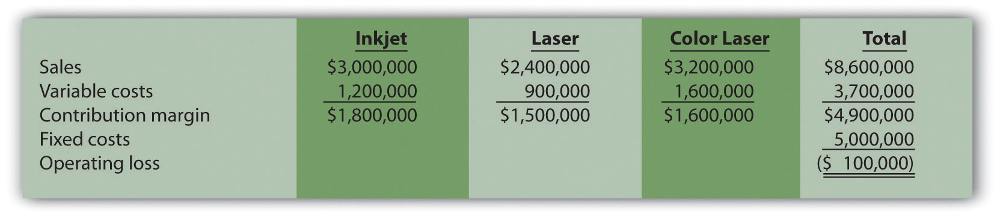 Inkjet Laser Color Laser Total
Sales $3,000,000 $2,400,000 $3,200,000 $8,600,000
Variable costs 1,200,000 900,000 1,600,000 3,700,000
Contribution margin $1,800,000 $1,500,000 $1,600,000 $4,900,000
Fixed costs 5,000,000
Operating loss ($ 100,000)